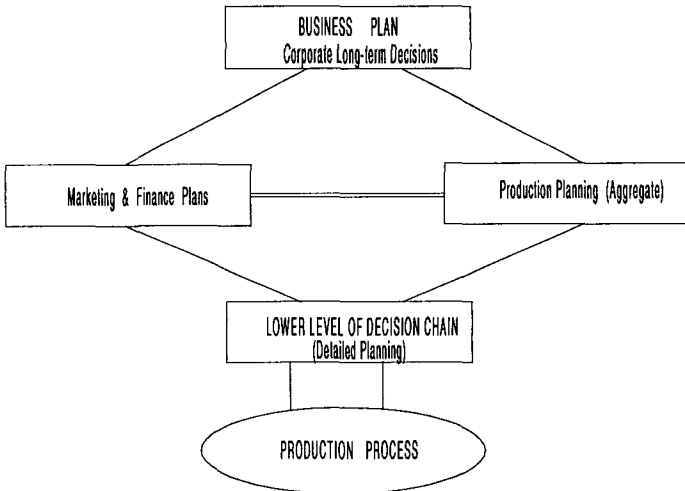 BUSINESS PLAN
Corporate Long-term Decisions
Marketing & Finance Plans
Production Planning (Aggregate)
LOWER LEVEL OF DECISION CHAIN
(Detailed Planning)
PRODUCTION PROCESS